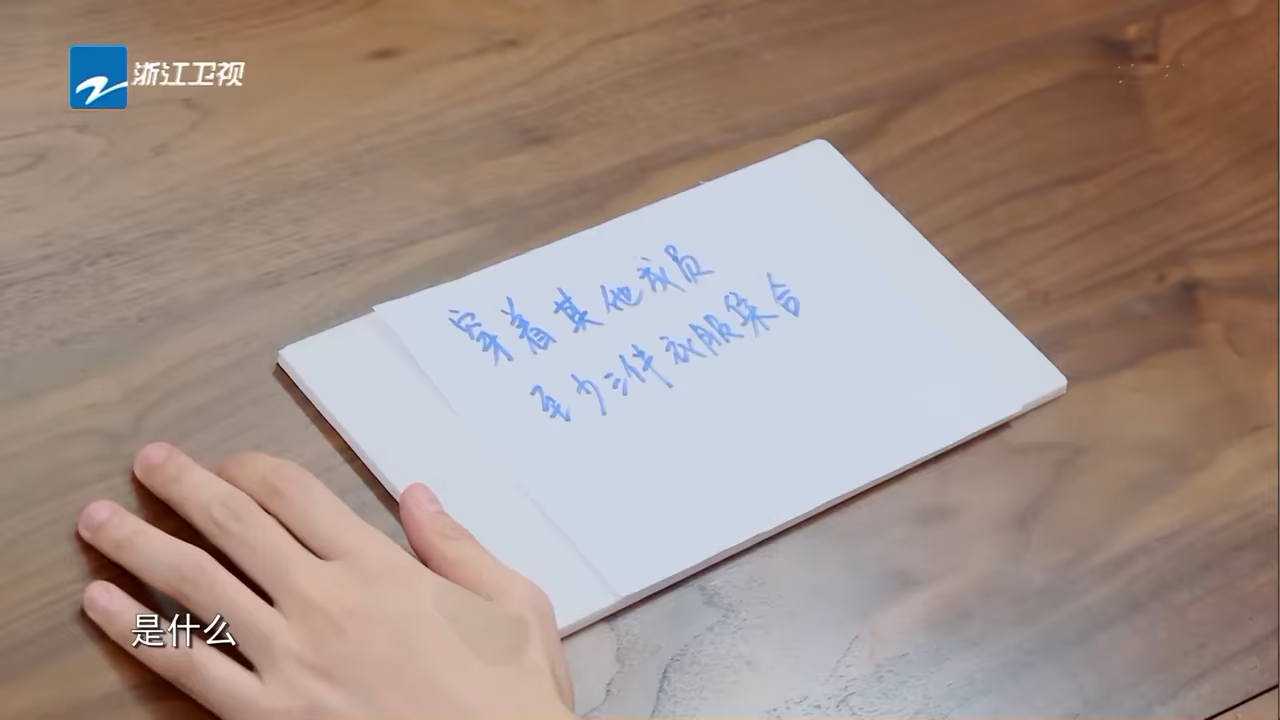 浙江卫视
穿着其他成员
至少三件衣服集合
是什么